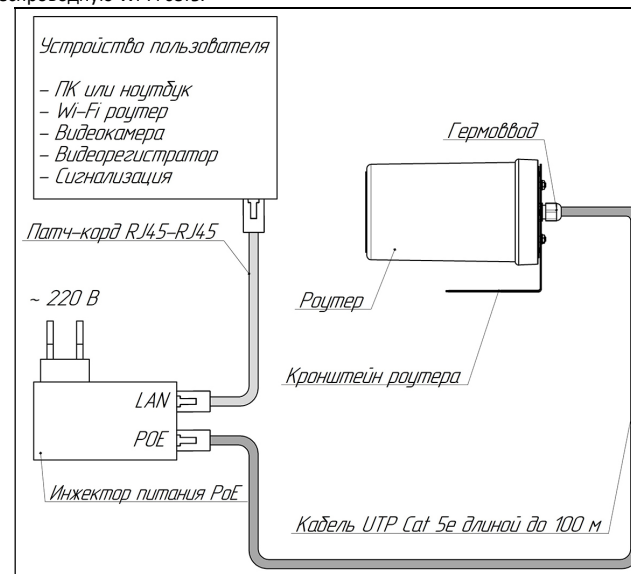 Устройство пользователя
– ПК или ноутбук
– Wi-Fi роутер
– Видеокамера
– Видеорегистратор
– Сигнализация
Гермоввод
Патч-корд RJ45-RJ45
~ 220 В
Роутер
Кронштейн роутера
LAN
POE
Инжектор питания PoE
Кабель UTP Cat 5e длиной до 100 м